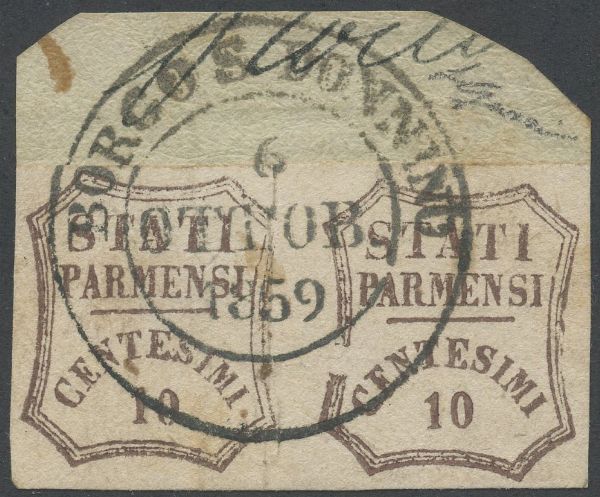 BORGO S. DONNINO
6
OTTOB.
1859
STATI
PARMENSI
CENTESIMI
10
STATI
PARMENSI
CENTESIMI
10